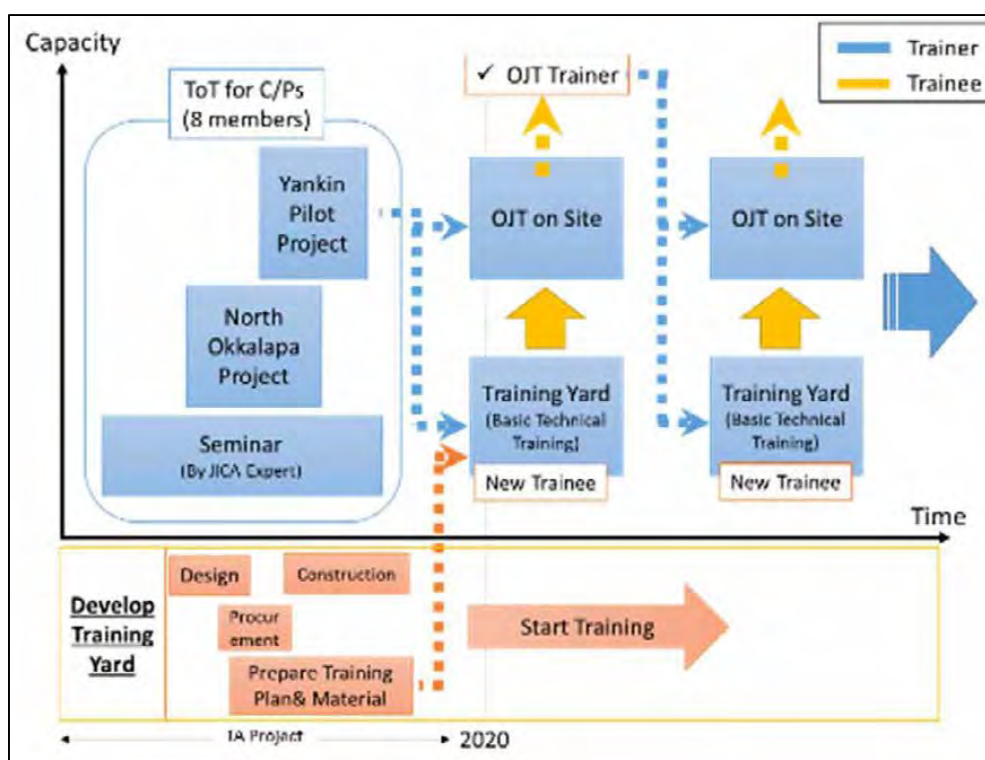 Capacity
Trainer
Trainee
ToT for C/Ps
(8 members)
✓ OJT Trainer
Yankin
Pilot
Project
OJT on Site
OJT on Site
North
Okkalapa
Project
Training Yard
(Basic Technical
Training)
New Trainee
Training Yard
(Basic Technical
Training)
New Trainee
Seminar
(By JICA Expert)
Time
Develop
Training
Yard
Design
Construction
Procur
ement
Prepare Training
Plan& Material
Start Training
Project
2020